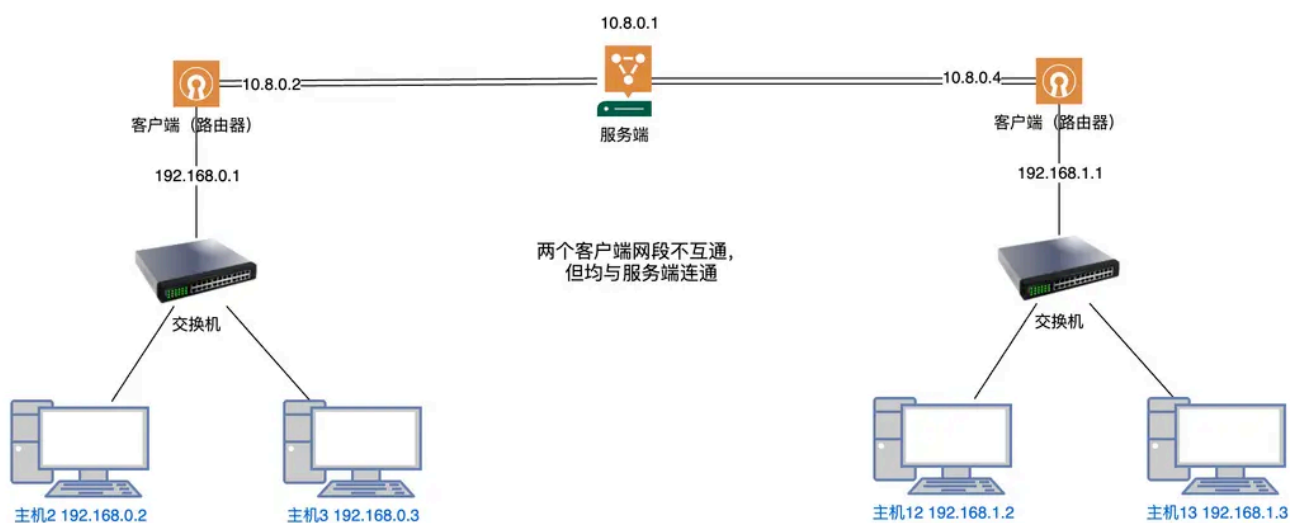 10.8.0.1
10.8.0.2
10.8.0.4
客户端（路由器）
服务端
客户端（路由器）
192.168.0.1
192.168.1.1
两个客户端网段不互通，
但均与服务端连通
交换机
交换机
主机2 192.168.0.2
主机3 192.168.0.3
主机12 192.168.1.2
主机13 192.168.1.3